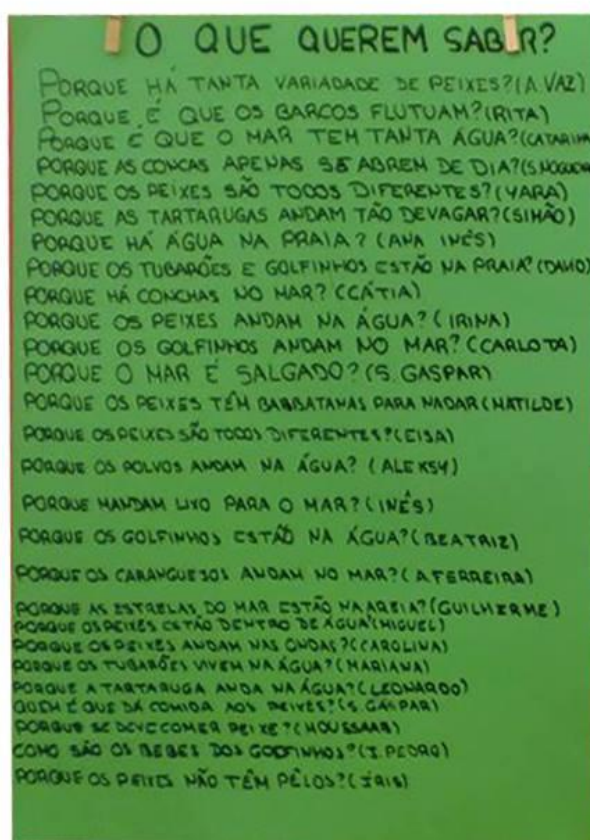 O QUE QUEREM SABER?
PORQUE HÁ TANTA VARIADADE DE PEIXES? (A. VAZ)
PORQUE É QUE OS BARCOS FLUTUAM? (RITA)
PORQUE É QUE O MAR TEM TANTA ÁGUA? (CATARINA
PORQUE AS CONCAS APENAS SE ABREM DE DIA? (S. NOGUEIRA
PORQUE OS PEIXES SÃO TODOS DIFERENTES? (YARA)
PORQUE AS TARTARUGAS ANDAM TÃO DEVAGAR? (SIMÃO)
PORQUE HÁ ÁGUA NA PRAIA? (ANA INÊS)
PORQUE OS TUBARÕES E GOLFINHOS ESTÃO NA PRAIA? (DAVID)
PORQUE HÁ CONCHAS NO MAR? (CÁTIA)
PORQUE OS PEIXES ANDAM NA ÁGUA? (IRINA)
PORQUE OS GOLFINHOS ANDAM NO MAR? (CARLOTA)
PORQUE O MAR É SALGADO? (S. GASPAR)
PORQUE OS PEIXES TÊM BARBATANAS PARA NADAR (MATILDE)
PORQUE OS PEIXES SÃO TODOS DIFERENTES? (ELSA)
PORQUE OS POLVOS ANDAM NA ÁGUA? (ALEKSY)
PORQUE MANDAM LIXO PARA O MAR? (INÊS)
PORQUE OS GOLFINHOS ESTÃO NA ÁGUA? (BEATRIZ)
PORQUE OS CARANGUEJOS ANDAM NO MAR? (A. FERREIRA)
PORQUE AS ESTRELAS DO MAR ESTÃO NA AREIA? (GUILHERME)
PORQUE OS PEIXES ESTÃO DENTRO DE ÁGUA? (MIGUEL)
PORQUE OS PEIXES ANDAM NAS ONDAS? (CAROLINA)
PORQUE OS TUBARÕES VIVEM NA ÁGUA? (MARIANA)
PORQUE A TARTARUGA ANDA NA ÁGUA? (LEONARDO)
QUEM É QUE DÁ COMIDA AOS PEIXES? (S. GASPAR)
PORQUE SE DEVE COMER PEIXE? (MOUSSAAB)
COMO SÃO OS BEBES DOS GOLFINHOS? (J. PEDRO)
PORQUE OS PEIXES NÃO TÊM PÊLOS? (ÍRIS)